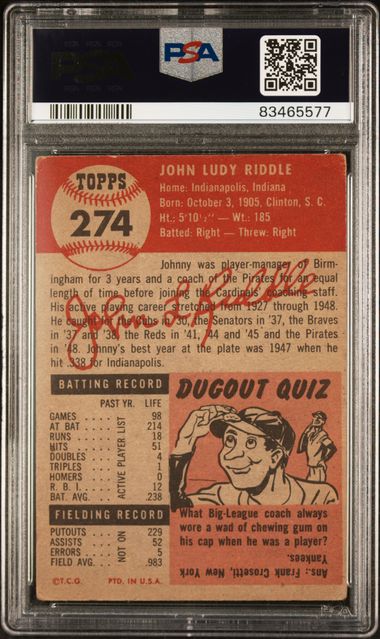 PSA
PSA
83465577
TOPPS
274
JOHN LUDY RIDDLE
Home: Indianapolis, Indiana
Born: October 3, 1905, Clinton, S. C.
Ht.: 5'10½" — Wt.: 185
Batted: Right — Threw: Right
Johnny was player-manager of Birmingham
for 3 years and a coach of the Pirates for an equal
length of time before joining the Cardinals' coaching staff.
His active playing career stretched from 1927 through 1948.
He caught for the Senators in '37, the Braves
in '37 and '38, the Reds in '41, '44 and '45 and the Pirates
in '48. Johnny's best year at the plate was 1947 when he
hit .338 for Indianapolis.
John L Riddle
BATTING RECORD
PAST YR. LIFE
GAMES 98
AT BAT 214
RUNS 18
HITS 51
DOUBLES 4
TRIPLES 1
HOMERS 0
R. B. I. 12
BAT. AVG. .238
FIELDING RECORD
PUTOUTS 229
ASSISTS 52
ERRORS 5
FIELD AVG. .983
NOT ON ACTIVE PLAYER LIST
©T.C.G. PTD. IN U.S.A.
DUGOUT QUIZ
What Big-League coach always
wore a wad of chewing gum on
his cap when he was a player?
Ans.: Frank Crosetti, New York
Yankees.
PSA